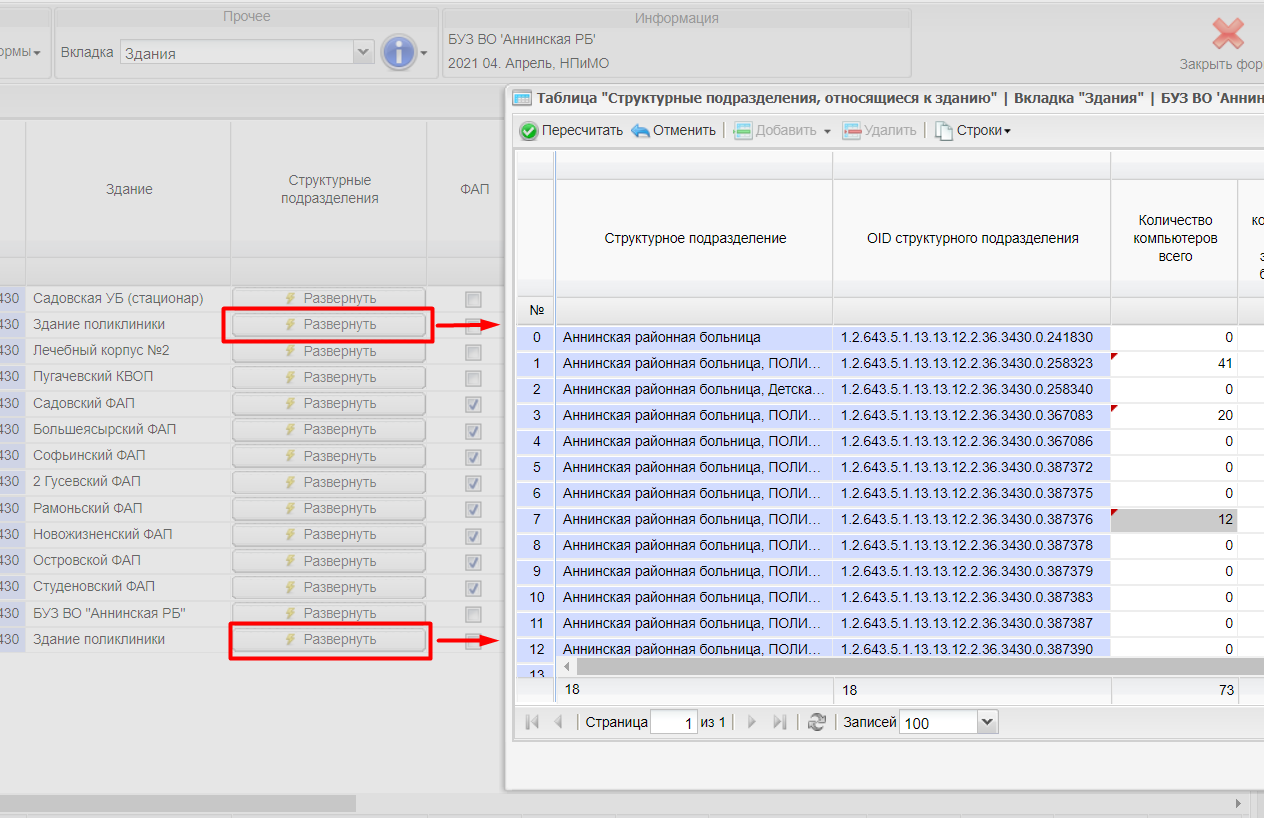 Прочее
Информация
ормы
Вкладка
Здания
БУЗ ВО 'Аннинская РБ'
2021 04. Апрель, НПиМО
Закрыть фор
Здание
Структурные
подразделения
ФАП
430 Садовская УБ (стационар) Развернуть
430 Здание поликлиники Развернуть
430 Лечебный корпус №2 Развернуть
430 Пугачевский КВОП Развернуть
430 Садовский ФАП Развернуть
430 Большеясырский ФАП Развернуть
430 Софьинский ФАП Развернуть
430 2 Гусевский ФАП Развернуть
430 Рамоньский ФАП Развернуть
430 Новожизненский ФАП Развернуть
430 Островской ФАП Развернуть
430 Студеновский ФАП Развернуть
430 БУЗ ВО "Аннинская РБ" Развернуть
430 Здание поликлиники Развернуть
Таблица "Структурные подразделения, относящиеся к зданию" | Вкладка "Здания" | БУЗ ВО 'Аннин
Пересчитать Отменить Добавить Удалить Строки
Структурное подразделение
OID структурного подразделения
Количество
компьютеров
всего
ко
з
б
№
0 Аннинская районная больница 1.2.643.5.1.13.13.12.2.36.3430.0.241830 0
1 Аннинская районная больница, ПОЛИ... 1.2.643.5.1.13.13.12.2.36.3430.0.258323 41
2 Аннинская районная больница, Детска... 1.2.643.5.1.13.13.12.2.36.3430.0.258340 0
3 Аннинская районная больница, ПОЛИ... 1.2.643.5.1.13.13.12.2.36.3430.0.367083 20
4 Аннинская районная больница, ПОЛИ... 1.2.643.5.1.13.13.12.2.36.3430.0.367086 0
5 Аннинская районная больница, ПОЛИ... 1.2.643.5.1.13.13.12.2.36.3430.0.387372 0
6 Аннинская районная больница, ПОЛИ... 1.2.643.5.1.13.13.12.2.36.3430.0.387375 0
7 Аннинская районная больница, ПОЛИ... 1.2.643.5.1.13.13.12.2.36.3430.0.387376 12
8 Аннинская районная больница, ПОЛИ... 1.2.643.5.1.13.13.12.2.36.3430.0.387378 0
9 Аннинская районная больница, ПОЛИ... 1.2.643.5.1.13.13.12.2.36.3430.0.387379 0
10 Аннинская районная больница, ПОЛИ... 1.2.643.5.1.13.13.12.2.36.3430.0.387383 0
11 Аннинская районная больница, ПОЛИ... 1.2.643.5.1.13.13.12.2.36.3430.0.387387 0
12 Аннинская районная больница, ПОЛИ... 1.2.643.5.1.13.13.12.2.36.3430.0.387390 0
13
18 18 73
Страница 1 из 1 Записей 100